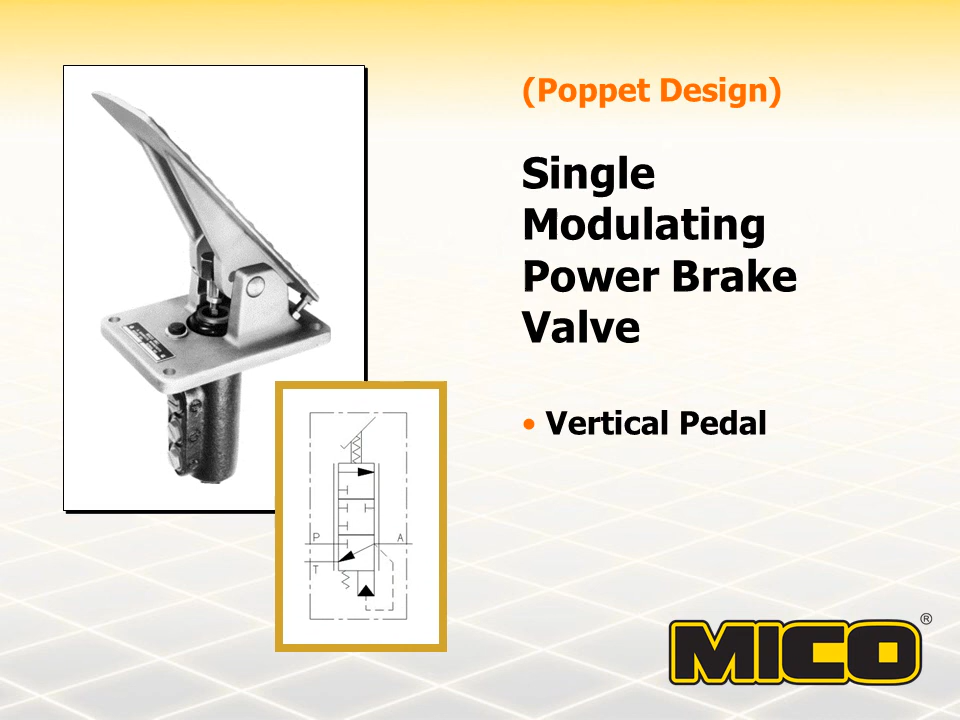 (Poppet Design)
Single
Modulating
Power Brake
Valve
• Vertical Pedal
P A
T
MICO®